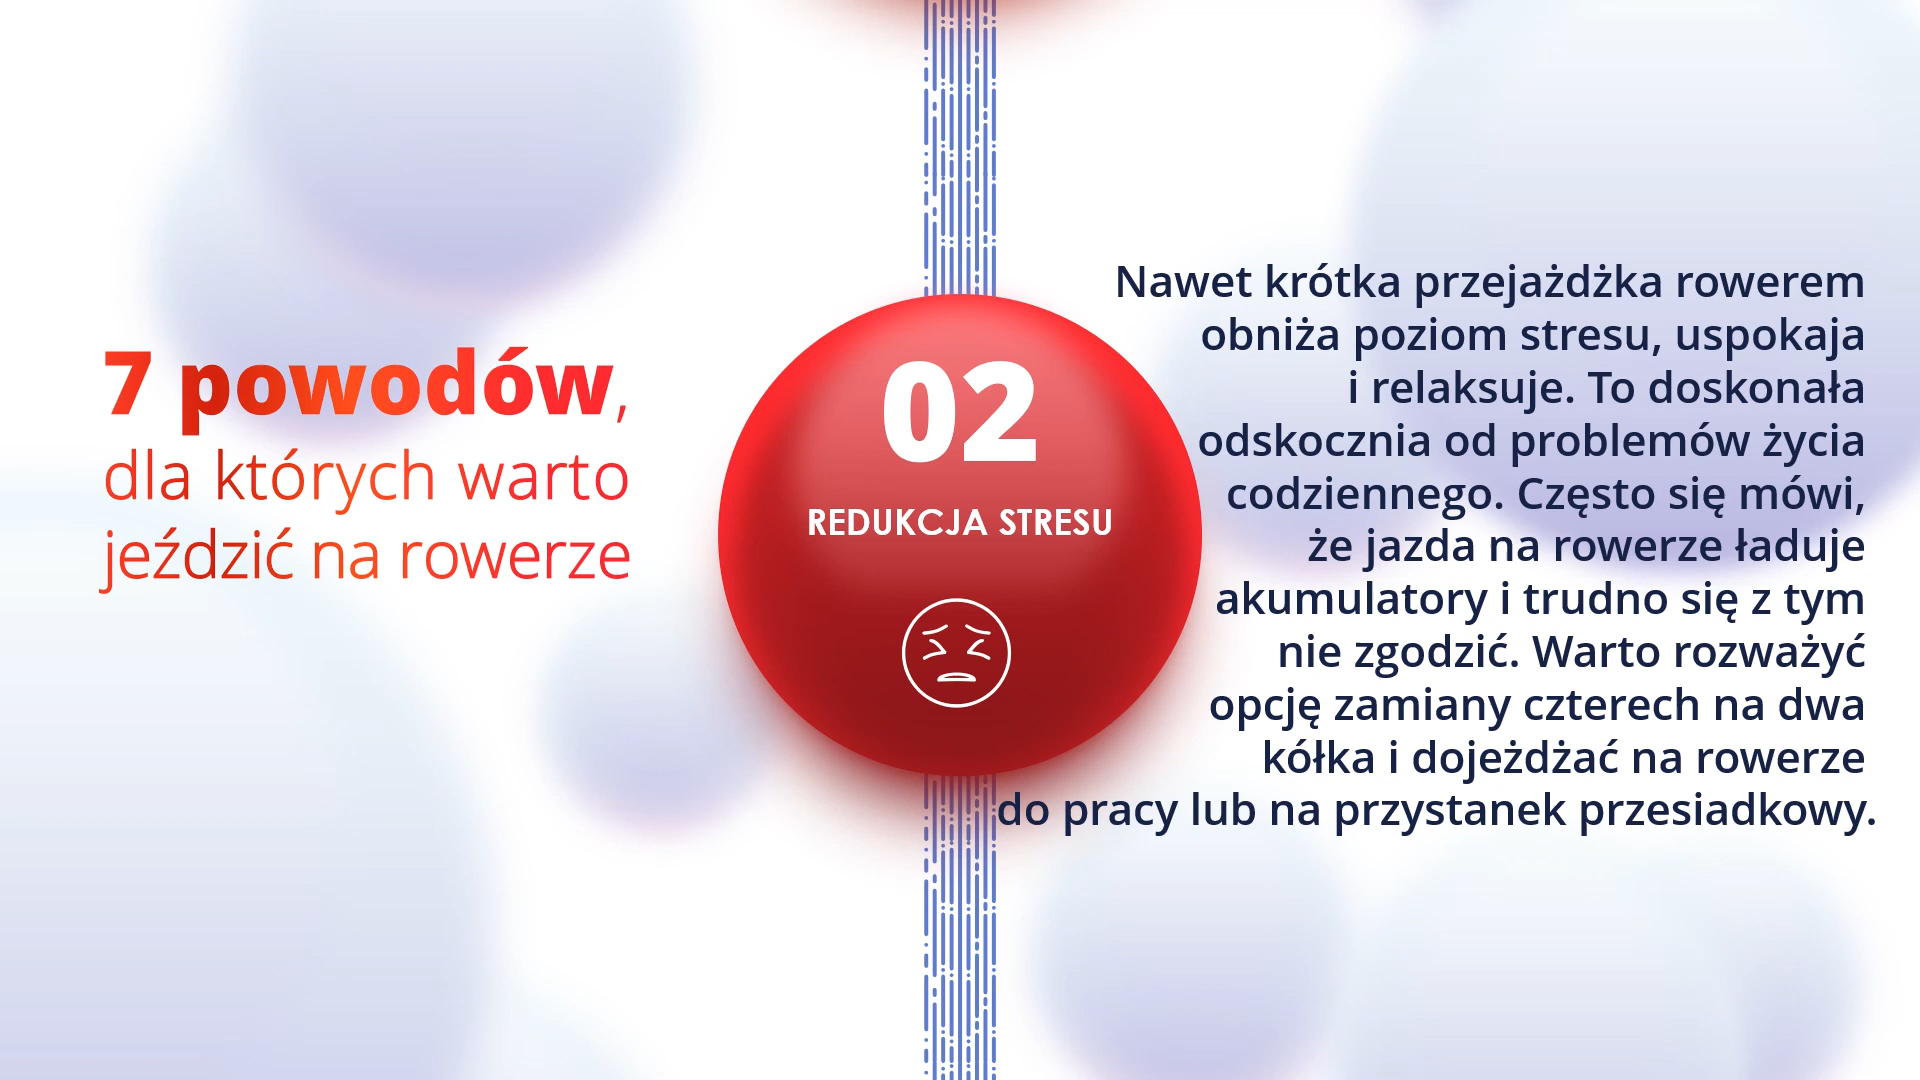 7 powodów,
dla których warto
jeździć na rowerze
02
REDUKCJA STRESU
Nawet krótka przejażdżka rowerem
obniża poziom stresu, uspokaja
i relaksuje. To doskonała
odskocznia od problemów życia
codziennego. Często się mówi,
że jazda na rowerze ładuje
akumulatory i trudno się z tym
nie zgodzić. Warto rozważyć
opcję zamiany czterech na dwa
kółka i dojeżdżać na rowerze
do pracy lub na przystanek przesiadkowy.